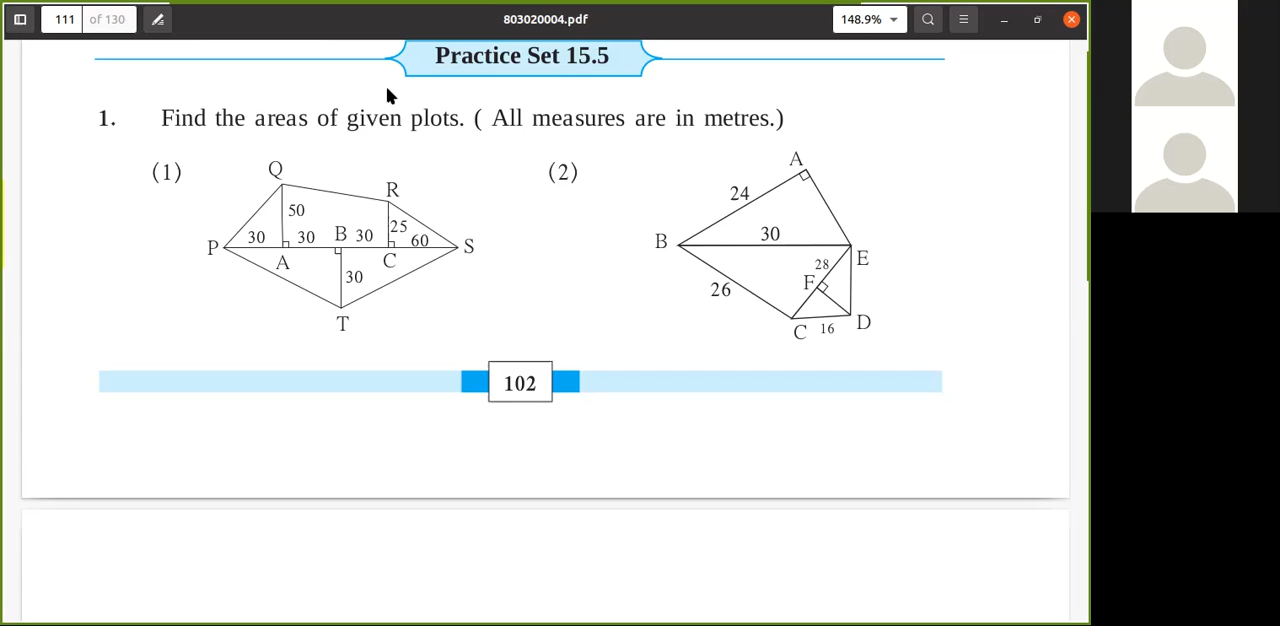 111 of 130 803020004.pdf 148.9%
Practice Set 15.5
1. Find the areas of given plots. ( All measures are in metres.)
(1)
Q
R
50
25
P 30 30 B 30 60 S
A C
30
T
(2)
A
24
B 30
E
28
F
26
C 16 D
102